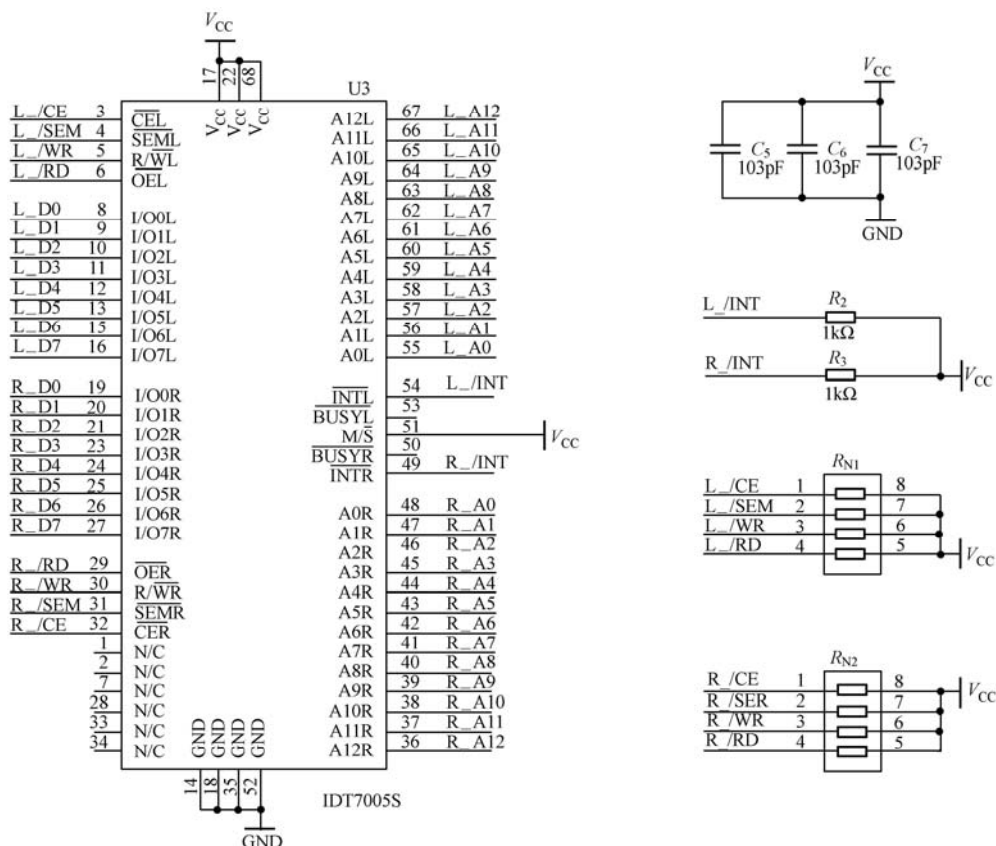 VCC
17 22 68 U3
VCC VCC VCC
L_/CE 3 CEL A12L 67 L_A12
L_/SEM 4 SEML A11L 66 L_A11
L_/WR 5 R/WL A10L 65 L_A10
L_/RD 6 OEL A9L 64 L_A9
A8L 63 L_A8
L_D0 8 I/O0L A7L 62 L_A7
L_D1 9 I/O1L A6L 61 L_A6
L_D2 10 I/O2L A5L 60 L_A5
L_D3 11 I/O3L A4L 59 L_A4
L_D4 12 I/O4L A3L 58 L_A3
L_D5 13 I/O5L A2L 57 L_A2
L_D6 15 I/O6L A1L 56 L_A1
L_D7 16 I/O7L A0L 55 L_A0
R_D0 19 I/O0R INTL 54 L_/INT
R_D1 20 I/O1R BUSYL 53
R_D2 21 I/O2R M/S 51 VCC
R_D3 23 I/O3R BUSYR 50
R_D4 24 I/O4R INTR 49 R_/INT
R_D5 25 I/O5R
R_D6 26 I/O6R A0R 48 R_A0
R_D7 27 I/O7R A1R 47 R_A1
A2R 46 R_A2
R_/RD 29 OER A3R 45 R_A3
R_/WR 30 R/WR A4R 44 R_A4
R_/SEM 31 SEMR A5R 43 R_A5
R_/CE 32 CER A6R 42 R_A6
1 N/C A7R 41 R_A7
2 N/C A8R 40 R_A8
7 N/C A9R 39 R_A9
28 N/C A10R 38 R_A10
33 N/C A11R 37 R_A11
34 N/C A12R 36 R_A12
GND GND GND GND
14 18 35 52 IDT7005S
GND
VCC
C5 C6 C7
103pF 103pF 103pF
GND
L_/INT R2
1kΩ
R_/INT R3 VCC
1kΩ
RN1
L_/CE 1 8
L_/SEM 2 7
L_/WR 3 6
L_/RD 4 5 VCC
RN2
R_/CE 1 8 VCC
R_/SER 2 7
R_/WR 3 6
R_/RD 4 5